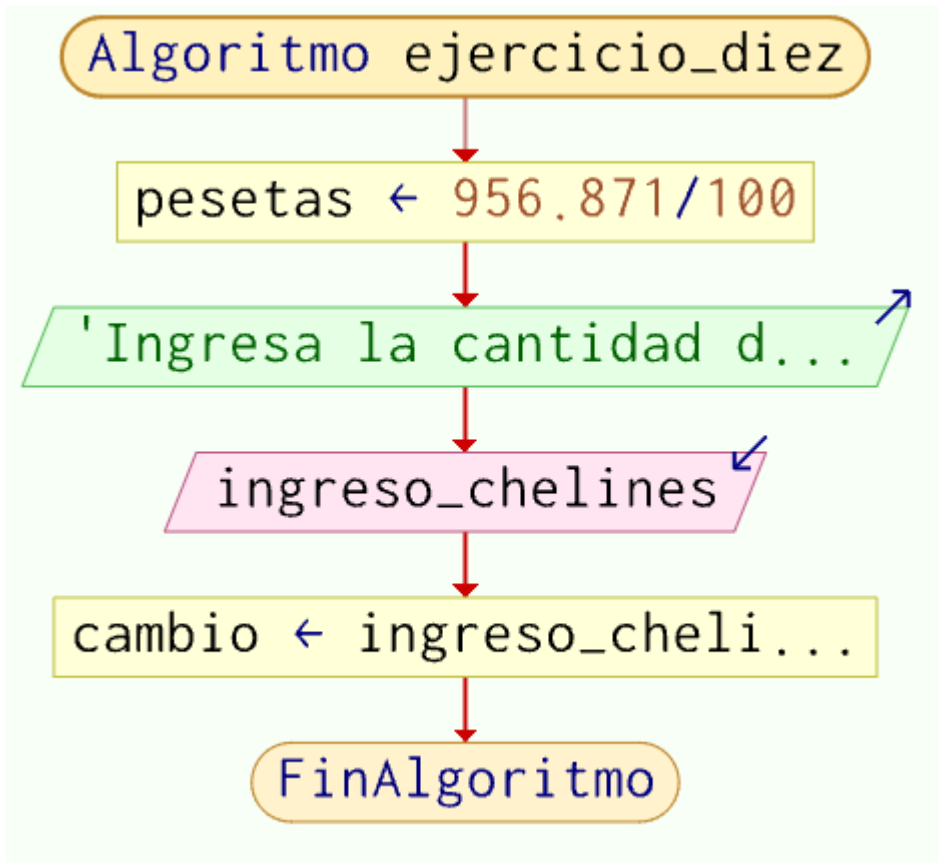 Algoritmo ejercicio_diez
pesetas ← 956.871/100
'Ingresa la cantidad d...
ingreso_chelines
cambio ← ingreso_cheli...
FinAlgoritmo